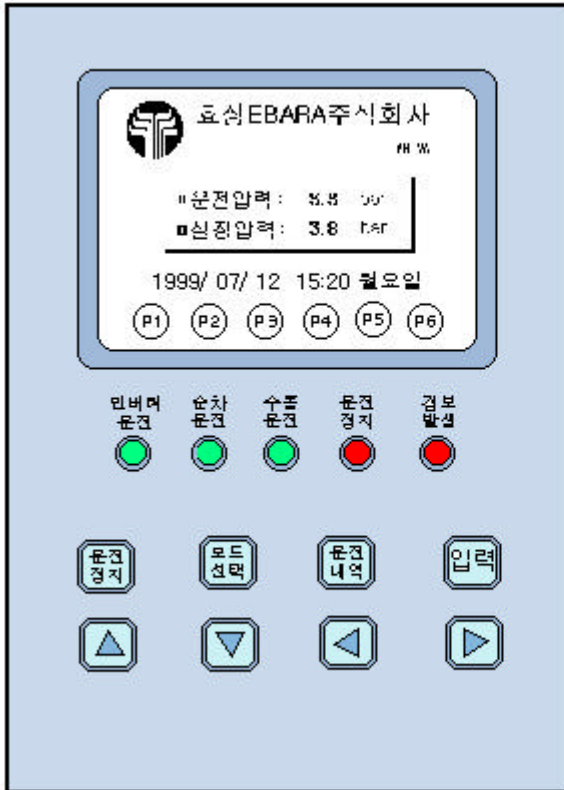 효성EBARA주식회사
운전압력: bar
설정압력: 3.8 bar
1999/ 07/ 12 15:20 월요일
P1 P2 P3 P4 P5 P6
인버터 순차 수동 운전 경보
운전 운전 운전 정지 발생
운전 모드 운전 입력
정지 선택 내역